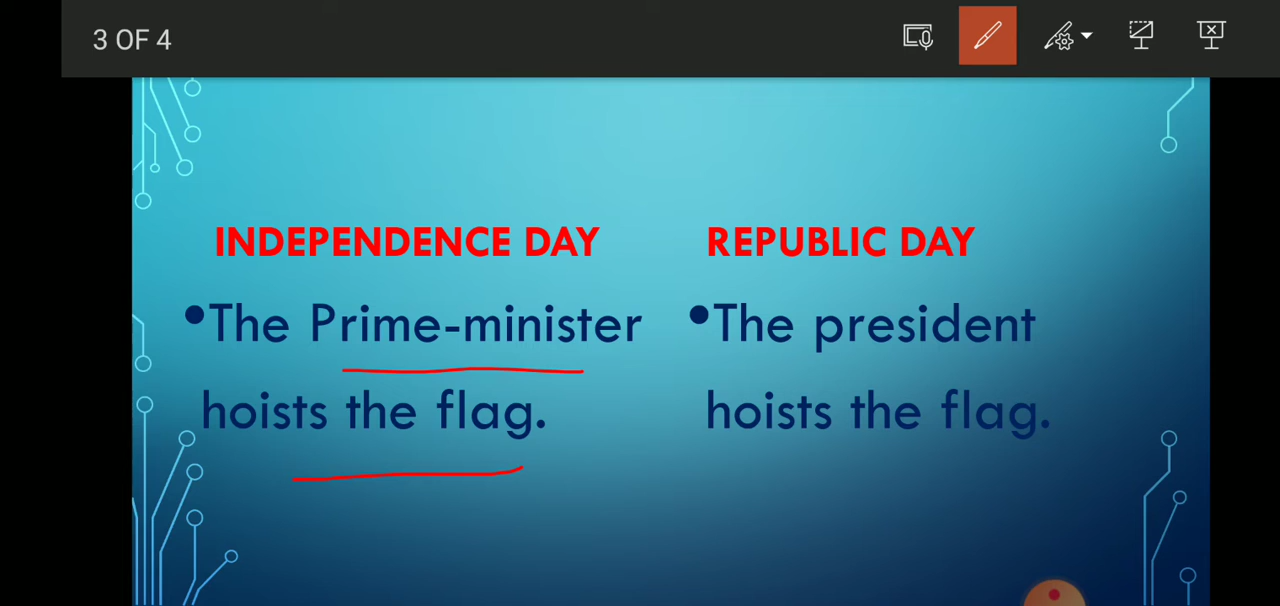 3 OF 4
INDEPENDENCE DAY
•The Prime-minister
hoists the flag.
REPUBLIC DAY
•The president
hoists the flag.